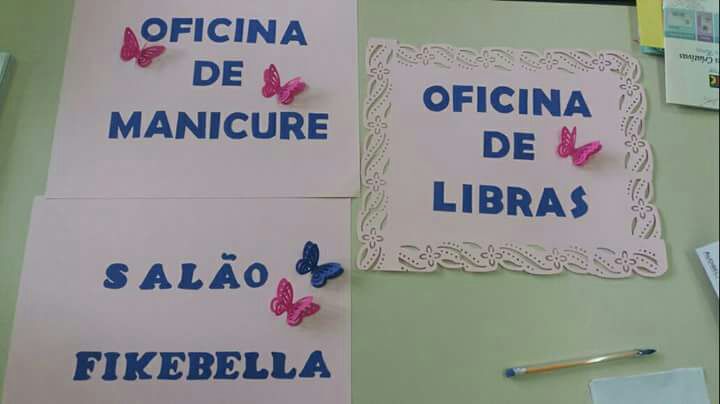 OFICINA
DE
MANICURE
OFICINA
DE
LIBRAS
SALÃO
FIKEBELLA